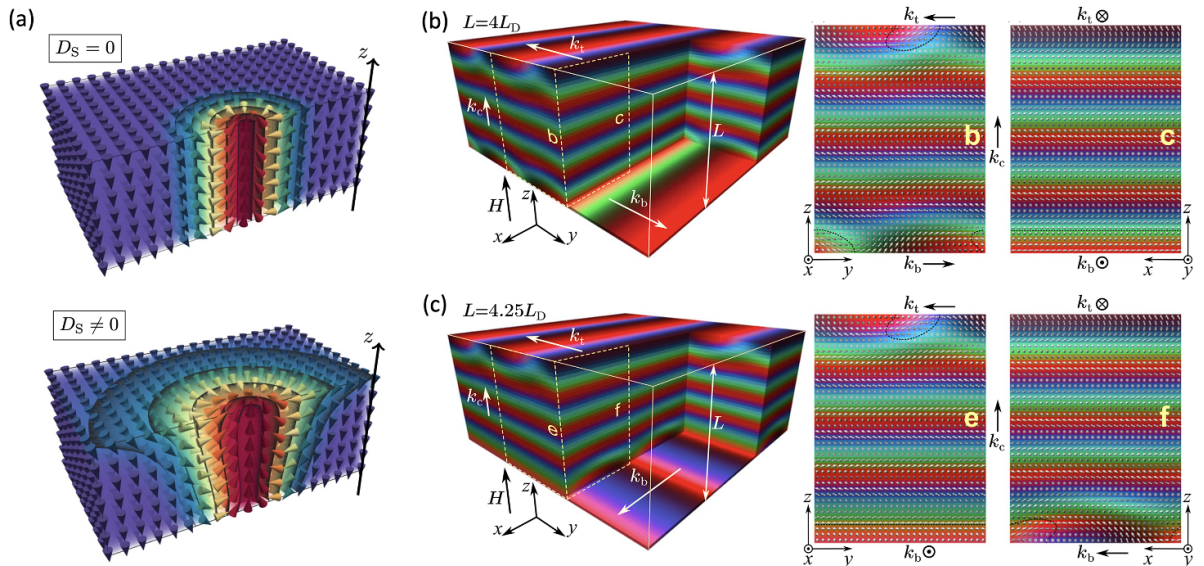 (a)
D_S = 0
z
D_S ≠ 0
z
(b)
L=4L_D
k_t
k_c
b
c
L
k_b
H
z
x
y
k_t
k_t ⊗
b
k_c
c
z
z
x
y
k_b
k_b ⊙
x
y
(c)
L=4.25L_D
k_t
k_c
e
f
L
k_b
H
z
x
y
k_t
k_t ⊗
e
k_c
f
z
z
x
y
k_b ⊙
k_b
x
y